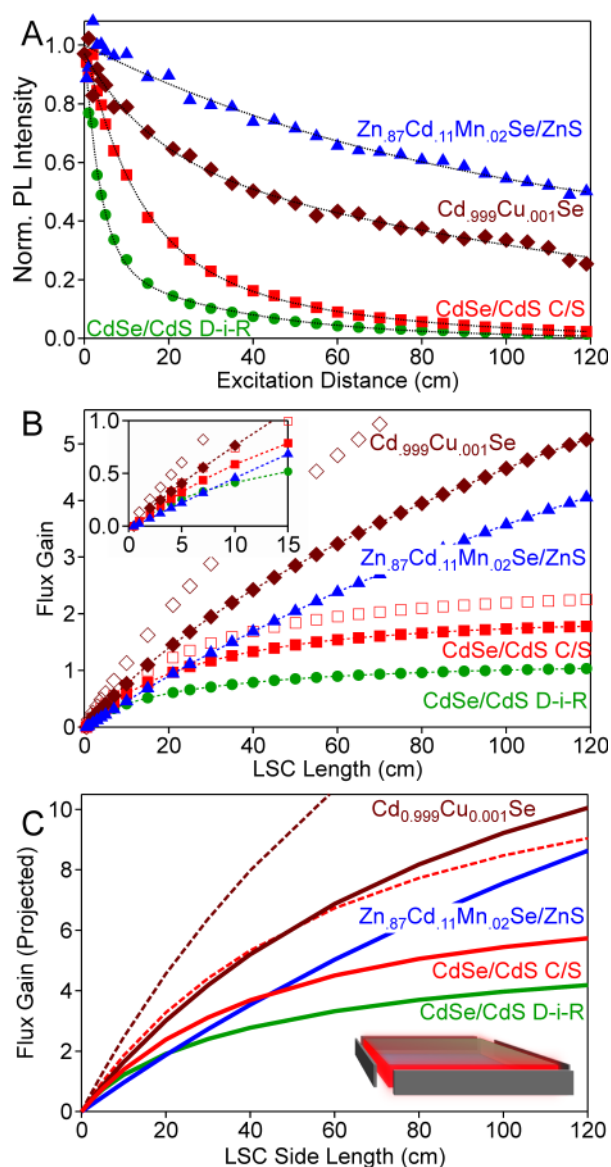 A
1.0
0.8
0.6
0.4
0.2
0.0
Norm. PL Intensity
Zn.87Cd.11Mn.02Se/ZnS
Cd.999Cu.001Se
CdSe/CdS C/S
CdSe/CdS D-i-R
0 20 40 60 80 100 120
Excitation Distance (cm)
B
5
4
3
2
1
0
Flux Gain
1.0
0.5
0.0
0 5 10 15
Cd.999Cu.001Se
Zn.87Cd.11Mn.02Se/ZnS
CdSe/CdS C/S
CdSe/CdS D-i-R
0 20 40 60 80 100 120
LSC Length (cm)
C
10
8
6
4
2
0
Flux Gain (Projected)
Cd0.999Cu0.001Se
Zn.87Cd.11Mn.02Se/ZnS
CdSe/CdS C/S
CdSe/CdS D-i-R
0 20 40 60 80 100 120
LSC Side Length (cm)